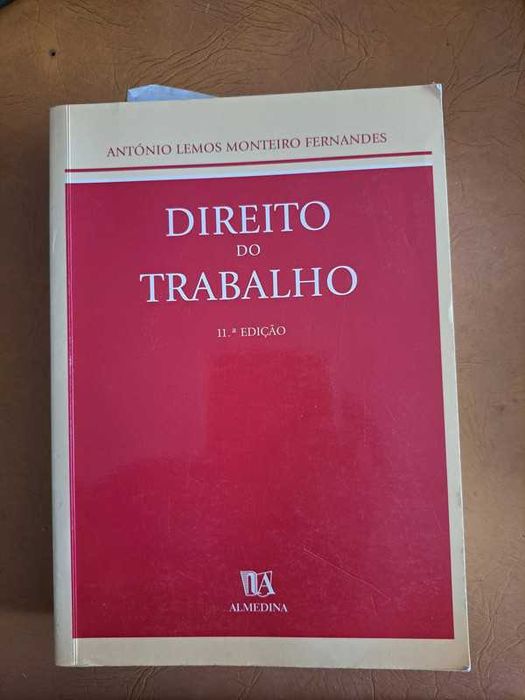 ANTÓNIO LEMOS MONTEIRO FERNANDES
DIREITO
DO
TRABALHO
11.ª EDIÇÃO
ALMEDINA